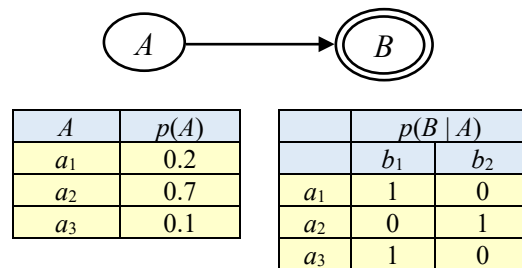 A B
A p(A) p(B | A)
a1 0.2 b1 b2
a2 0.7 a1 1 0
a3 0.1 a2 0 1
a3 1 0